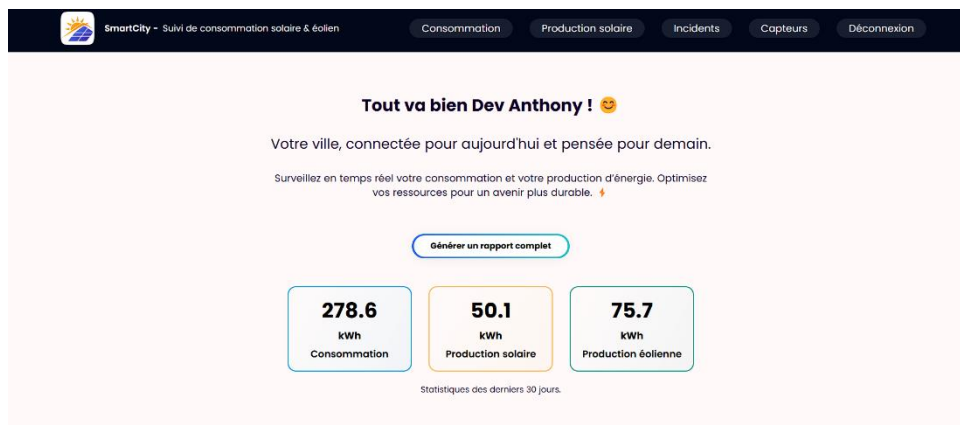 SmartCity - Suivi de consommation solaire & éolien
Consommation
Production solaire
Incidents
Capteurs
Déconnexion
Tout va bien Dev Anthony ! 😊
Votre ville, connectée pour aujourd'hui et pensée pour demain.
Surveillez en temps réel votre consommation et votre production d'énergie. Optimisez
vos ressources pour un avenir plus durable. ⚡
Générer un rapport complet
278.6
kWh
Consommation
50.1
kWh
Production solaire
75.7
kWh
Production éolienne
Statistiques des derniers 30 jours.